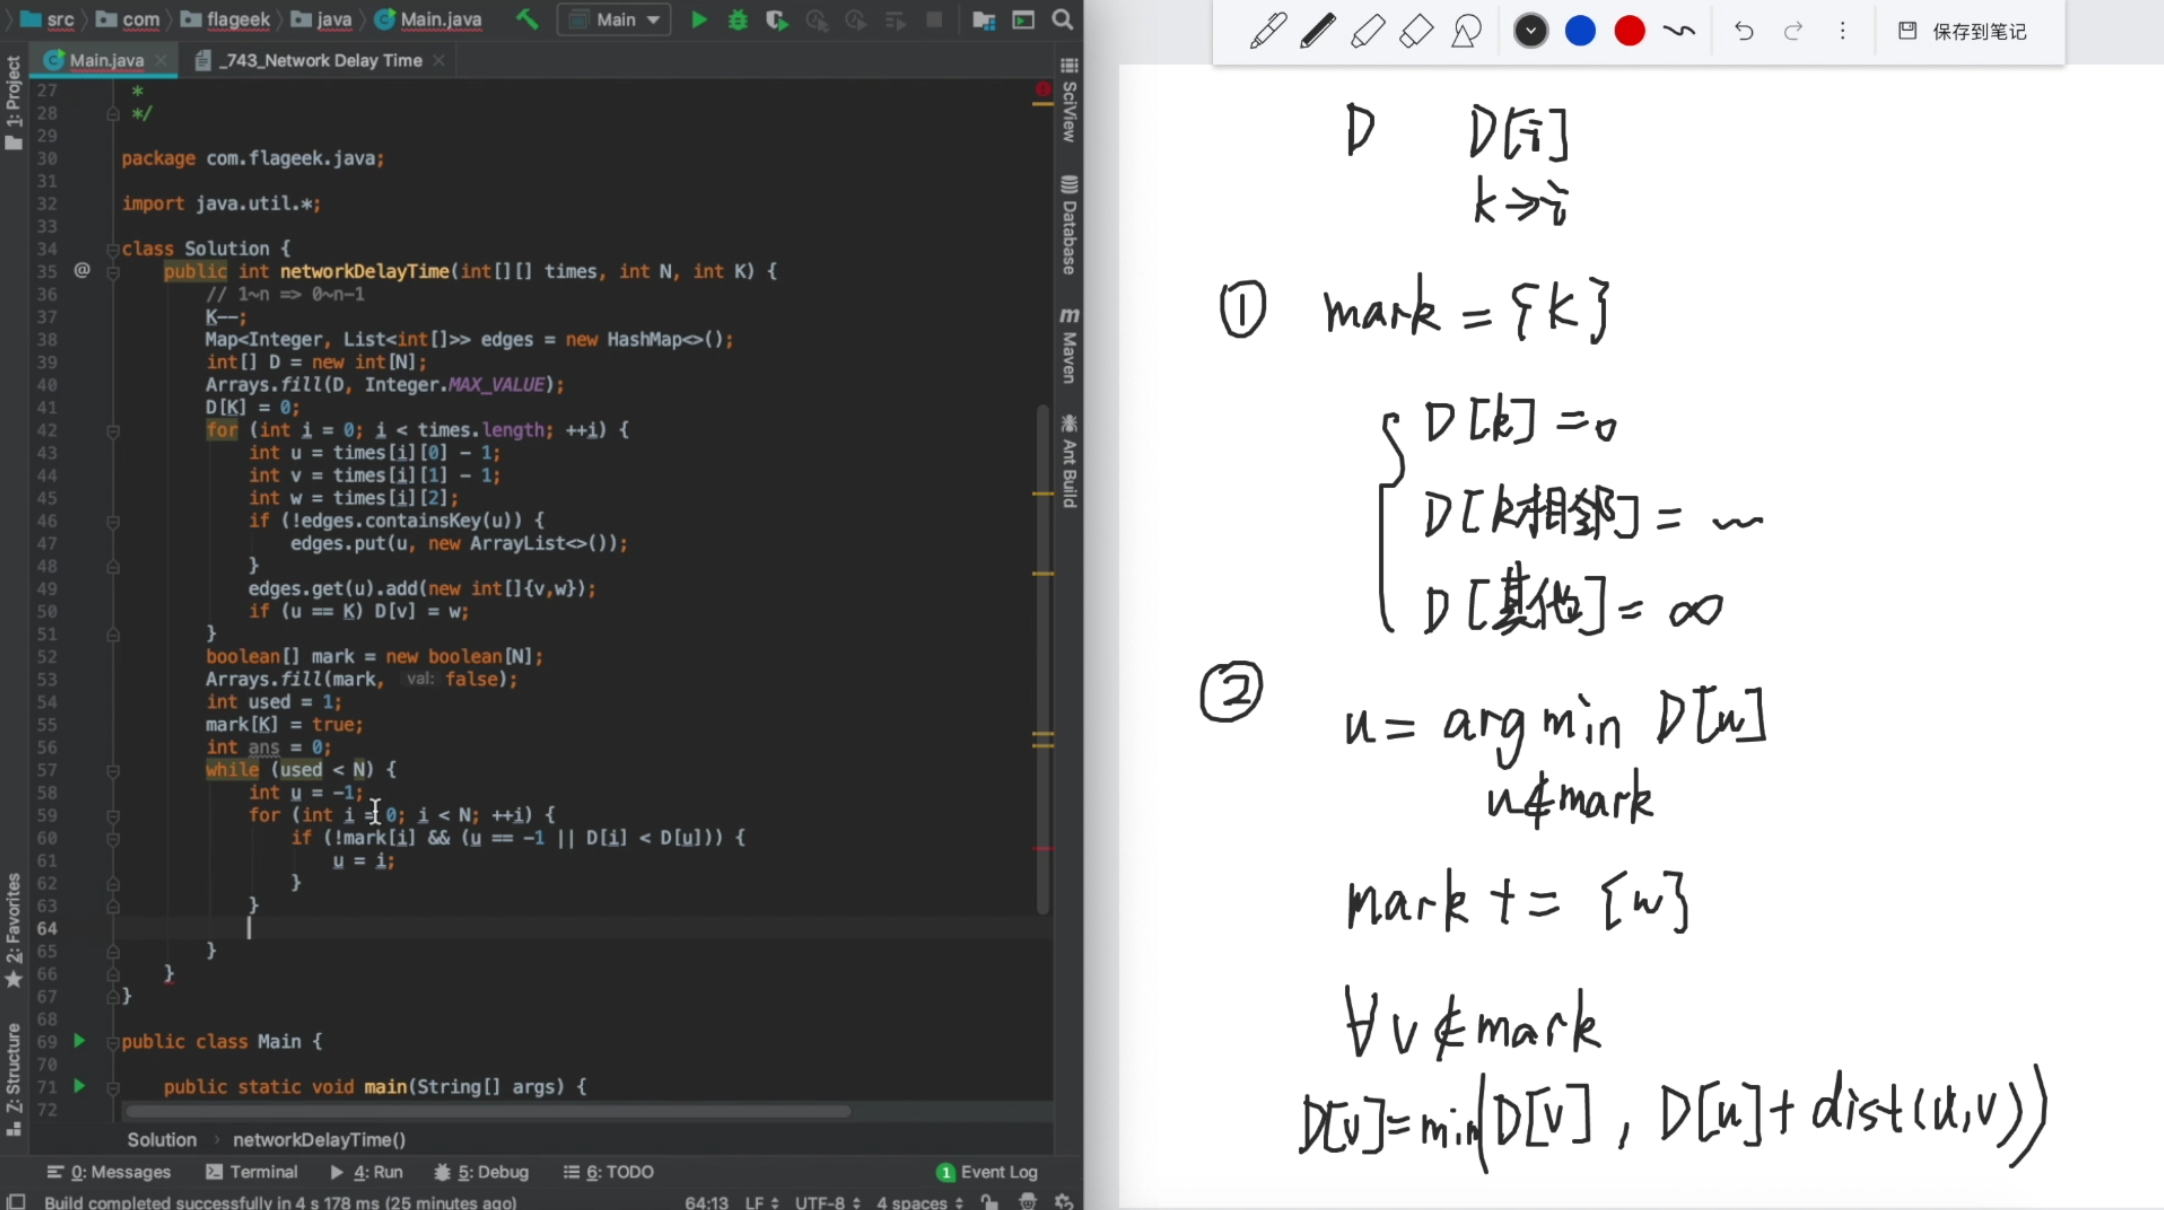 src com flageek java Main.java Main
Main.java _743_Network Delay Time
27 *
28 */
29
30 package com.flageek.java;
31
32 import java.util.*;
33
34 class Solution {
35 @ public int networkDelayTime(int[][] times, int N, int K) {
36 // 1~n => 0~n-1
37 K--;
38 Map<Integer, List<int[]>> edges = new HashMap<>();
39 int[] D = new int[N];
40 Arrays.fill(D, Integer.MAX_VALUE);
41 D[K] = 0;
42 for (int i = 0; i < times.length; ++i) {
43 int u = times[i][0] - 1;
44 int v = times[i][1] - 1;
45 int w = times[i][2];
46 if (!edges.containsKey(u)) {
47 edges.put(u, new ArrayList<>());
48 }
49 edges.get(u).add(new int[]{v,w});
50 if (u == K) D[v] = w;
51 }
52 boolean[] mark = new boolean[N];
53 Arrays.fill(mark, val: false);
54 int used = 1;
55 mark[K] = true;
56 int ans = 0;
57 while (used < N) {
58 int u = -1;
59 for (int i = 0; i < N; ++i) {
60 if (!mark[i] && (u == -1 || D[i] < D[u])) {
61 u = i;
62 }
63 }
64
65 }
66 }
67 }
68
69 public class Main {
70
71 public static void main(String[] args) {
72
Solution › networkDelayTime()
0: Messages Terminal 4: Run 5: Debug 6: TODO 1 Event Log
Build completed successfully in 4 s 178 ms (25 minutes ago) 64:13 LF UTF-8 4 spaces
1: Project
2: Favorites
Z: Structure
SciView
Database
m Maven
Ant Build
保存到笔记
D D[i]
k→i
① mark = {k}
D[k] = 0
D[k相邻] = ~
D[其他] = ∞
② u = arg min D[u]
u∉mark
mark += {u}
∀ v ∉ mark
D[v]=min(D[v], D[u]+dist(u,v))